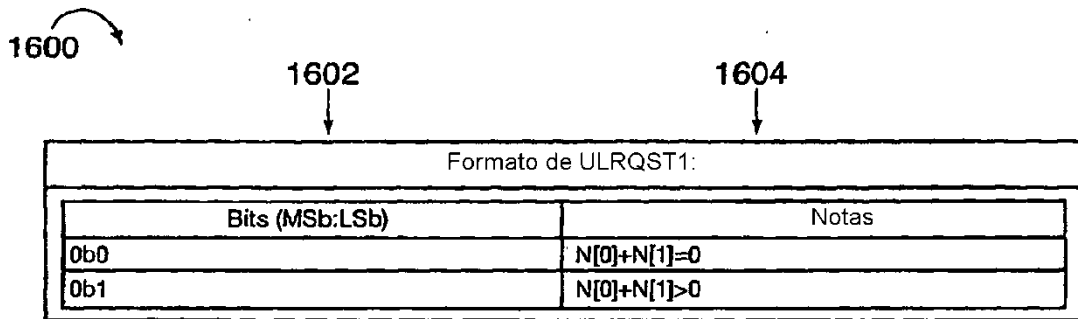 1600
1602 1604
Formato de ULRQST1:
Bits (MSb:LSb) Notas
0b0 N[0]+N[1]=0
0b1 N[0]+N[1]>0